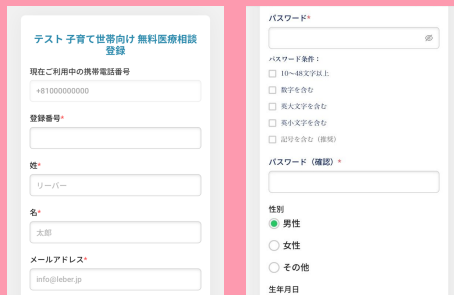 テスト 子育て世帯向け 無料医療相談
登録
現在ご利用中の携帯電話番号
+81000000000
登録番号*
姓*
リーバー
名*
太郎
メールアドレス*
info@leber.jp
パスワード*
パスワード条件：
10〜48文字以上
数字を含む
英大文字を含む
英小文字を含む
記号を含む（推奨）
パスワード（確認）*
性別
男性
女性
その他
生年月日